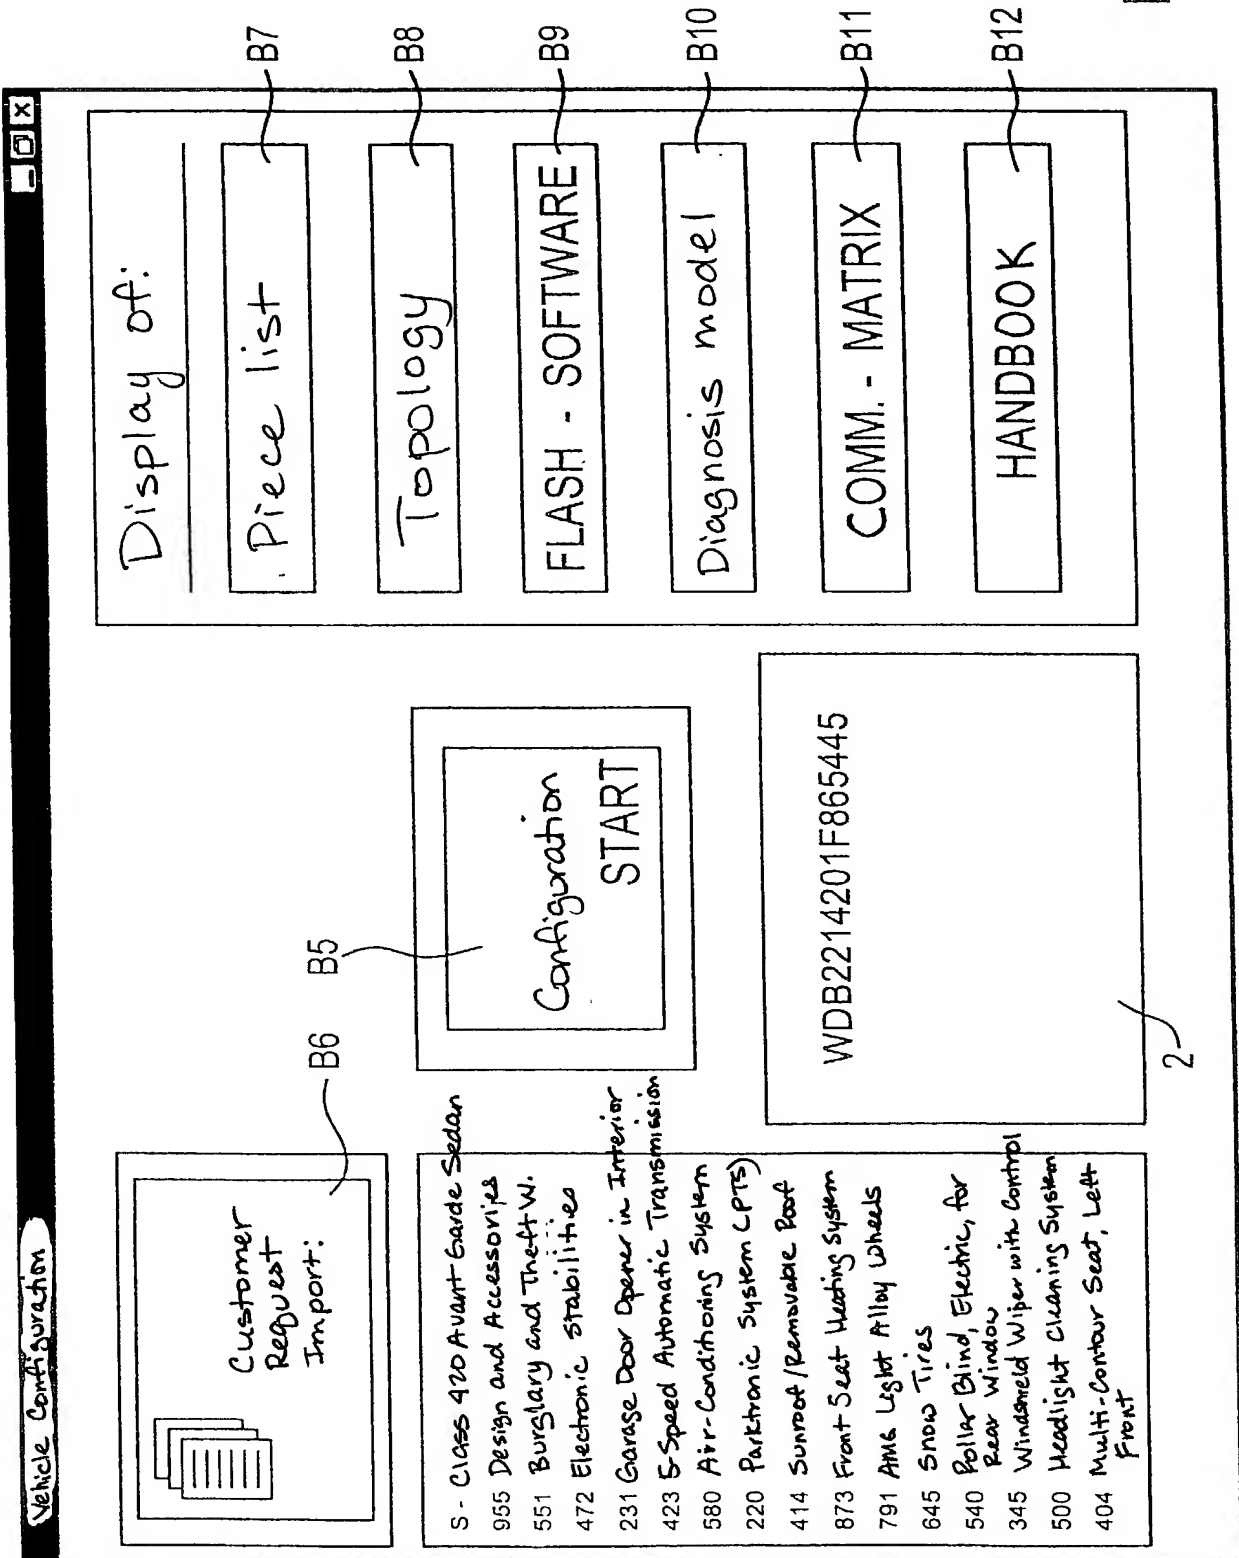 Vehicle Configuration
Customer
Request
Import:
B6
B5
Configuration
START
S - Class 420 Avant Garde Sedan
955 Design and Accessories
551 Burglary and Theft W.
472 Electronic stabilities
231 Garage Door Opener in Interior
423 5-Speed Automatic Transmission
580 Air-Conditioning System
220 Parktronic System (PTS)
414 Sunroof/Removable Roof
873 Front Seat Heating System
791 AMG Light Alloy Wheels
645 Snow Tires
540 Rollar Blind, Electric, for
Rear Window
345 Windshield Wiper with Control
500 Headlight Cleaning System
404 Multi-Contour Seat, Left
Front
WDB2214201F865445
2
Display of:
Piece list
B7
Topology
B8
FLASH - SOFTWARE
B9
Diagnosis model
B10
COMM. - MATRIX
B11
HANDBOOK
B12